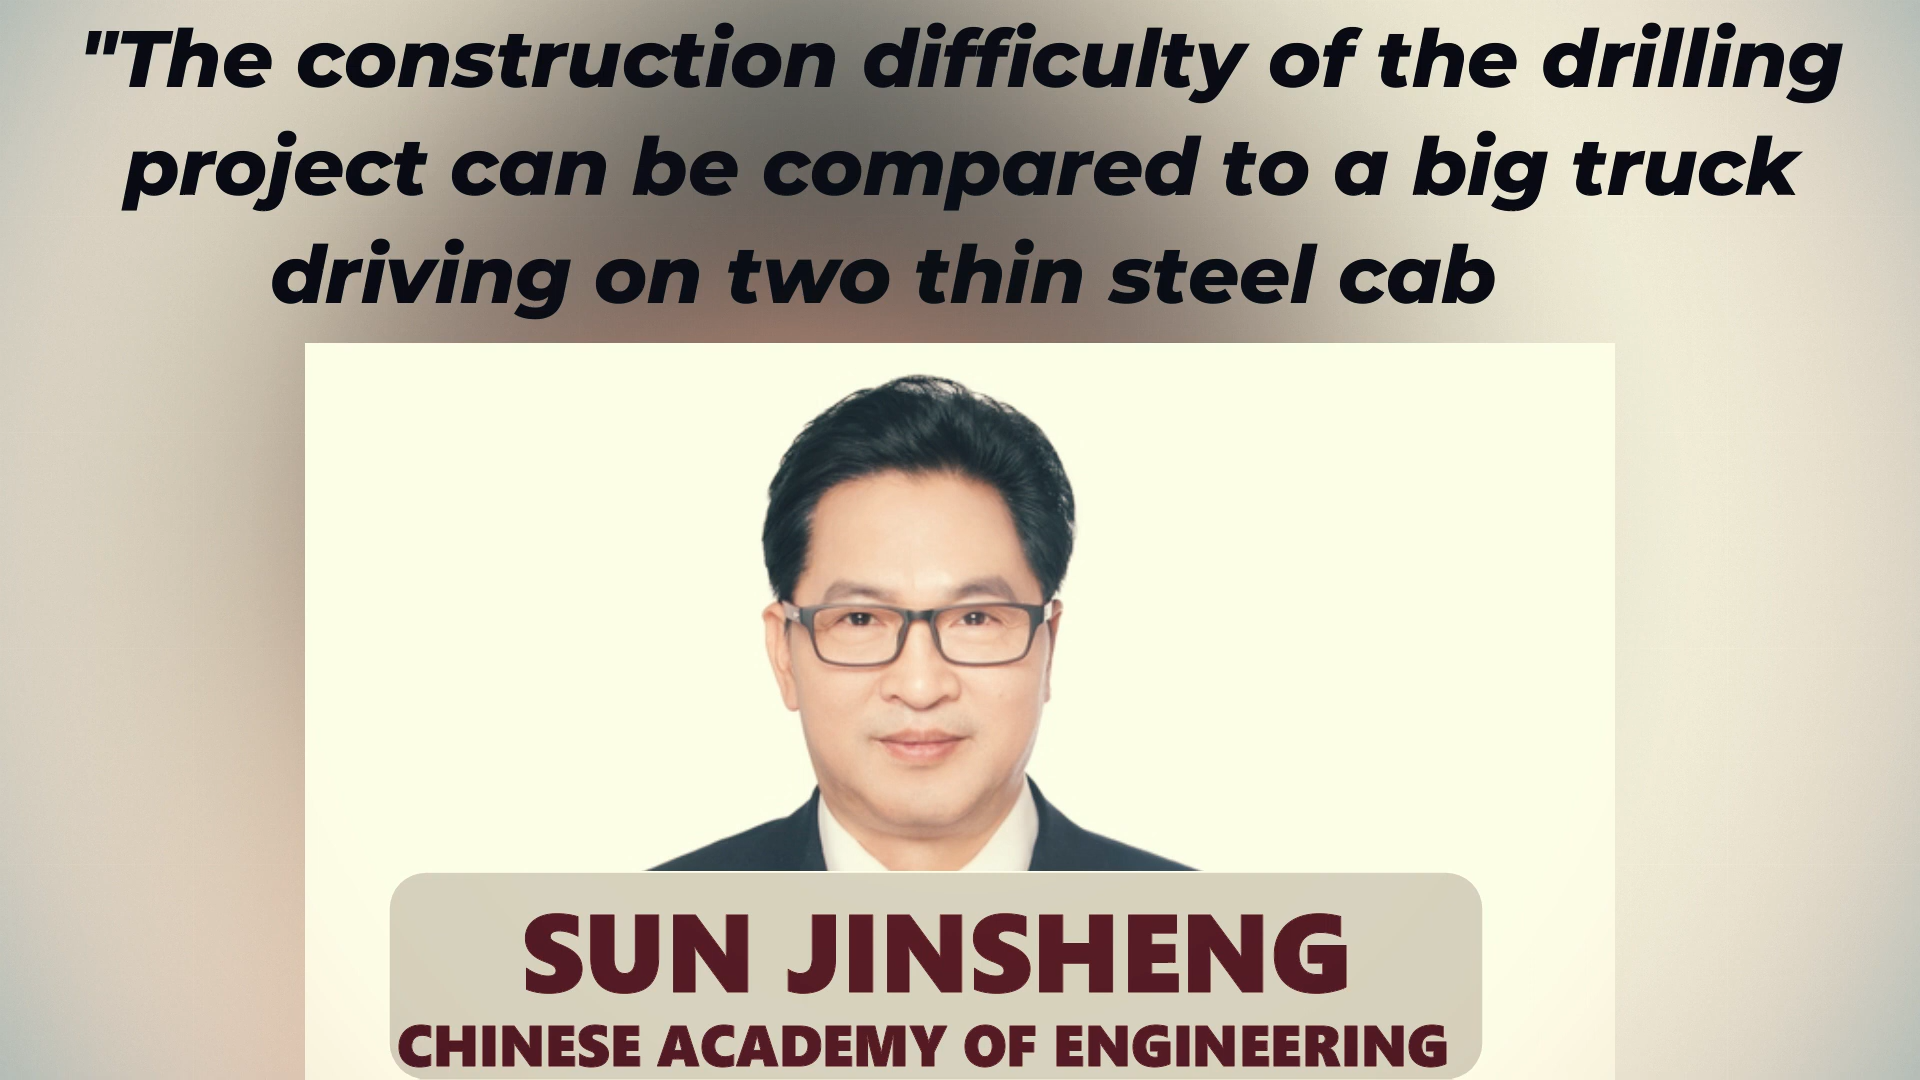 "The construction difficulty of the drilling
project can be compared to a big truck
driving on two thin steel cab
SUN JINSHENG
CHINESE ACADEMY OF ENGINEERING